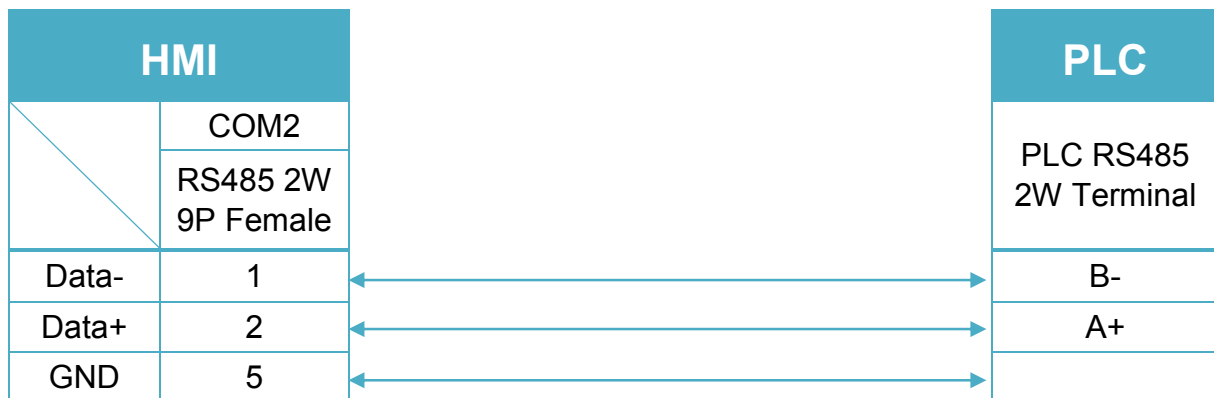 HMI
PLC
COM2
RS485 2W
9P Female
PLC RS485
2W Terminal
Data- 1 B-
Data+ 2 A+
GND 5